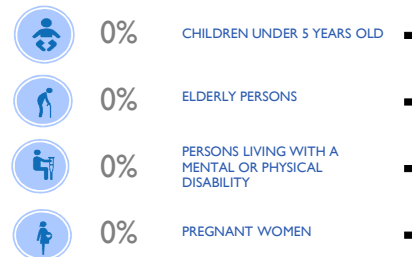 0% CHILDREN UNDER 5 YEARS OLD
0% ELDERLY PERSONS
0% PERSONS LIVING WITH A
MENTAL OR PHYSICAL
DISABILITY
0% PREGNANT WOMEN